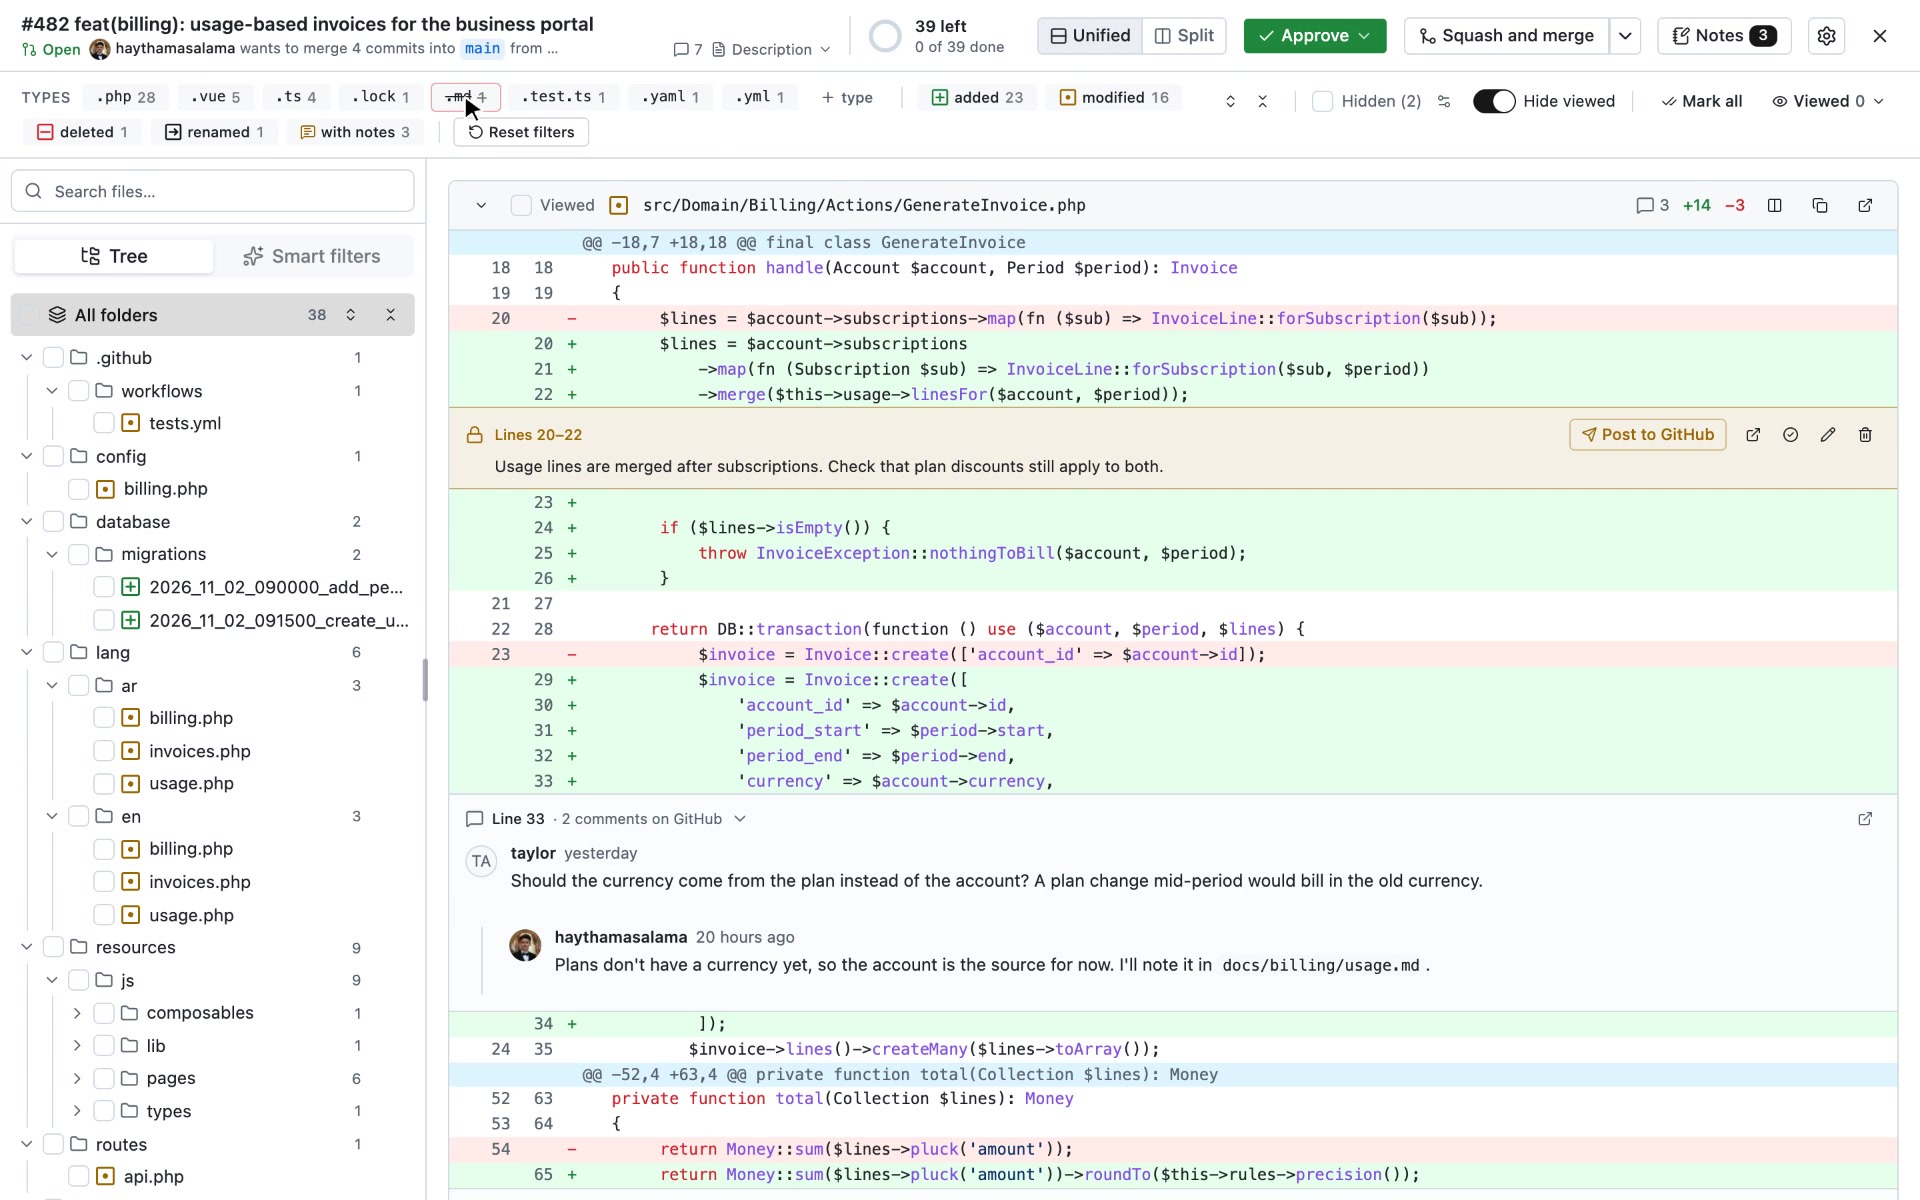 #482 feat(billing): usage-based invoices for the business portal
Open haythamasalama wants to merge 4 commits into main from ...
7 Description
39 left
0 of 39 done
Unified Split
Approve
Squash and merge
Notes 3
TYPES .php 28 .vue 5 .ts 4 .lock 1 .md 1 .test.ts 1 .yaml 1 .yml 1 + type added 23 modified 16 Hidden (2) Hide viewed Mark all Viewed 0
deleted 1 renamed 1 with notes 3 Reset filters
Search files...
Tree Smart filters
All folders 38
.github 1
workflows 1
tests.yml
config 1
billing.php
database 2
migrations 2
2026_11_02_090000_add_pe...
2026_11_02_091500_create_u...
lang 6
ar 3
billing.php
invoices.php
usage.php
en 3
billing.php
invoices.php
usage.php
resources 9
js 9
composables 1
lib 1
pages 6
types 1
routes 1
api.php
Viewed src/Domain/Billing/Actions/GenerateInvoice.php 3 +14 −3
@@ −18,7 +18,18 @@ final class GenerateInvoice
18 18 public function handle(Account $account, Period $period): Invoice
19 19 {
20 − $lines = $account->subscriptions->map(fn ($sub) => InvoiceLine::forSubscription($sub));
20 + $lines = $account->subscriptions
21 + ->map(fn (Subscription $sub) => InvoiceLine::forSubscription($sub, $period))
22 + ->merge($this->usage->linesFor($account, $period));
Lines 20–22 Post to GitHub
Usage lines are merged after subscriptions. Check that plan discounts still apply to both.
23 +
24 + if ($lines->isEmpty()) {
25 + throw InvoiceException::nothingToBill($account, $period);
26 + }
21 27
22 28 return DB::transaction(function () use ($account, $period, $lines) {
23 − $invoice = Invoice::create(['account_id' => $account->id]);
29 + $invoice = Invoice::create([
30 + 'account_id' => $account->id,
31 + 'period_start' => $period->start,
32 + 'period_end' => $period->end,
33 + 'currency' => $account->currency,
Line 33 · 2 comments on GitHub
TA taylor yesterday
Should the currency come from the plan instead of the account? A plan change mid-period would bill in the old currency.
haythamasalama 20 hours ago
Plans don't have a currency yet, so the account is the source for now. I'll note it in docs/billing/usage.md .
34 + ]);
24 35 $invoice->lines()->createMany($lines->toArray());
@@ −52,4 +63,4 @@ private function total(Collection $lines): Money
52 63 private function total(Collection $lines): Money
53 64 {
54 − return Money::sum($lines->pluck('amount'));
65 + return Money::sum($lines->pluck('amount'))->roundTo($this->rules->precision());